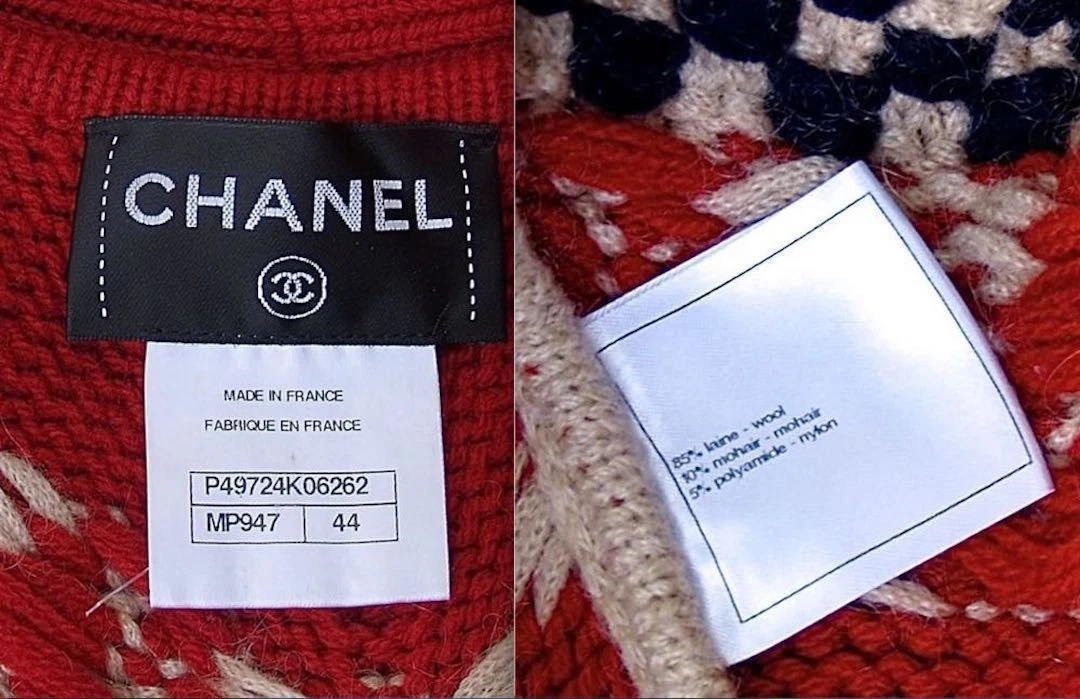 CHANEL
MADE IN FRANCE
FABRIQUE EN FRANCE
P49724K06262
MP947 44
85% laine - wool
10% mohair - mohair
5% polyamide - nylon